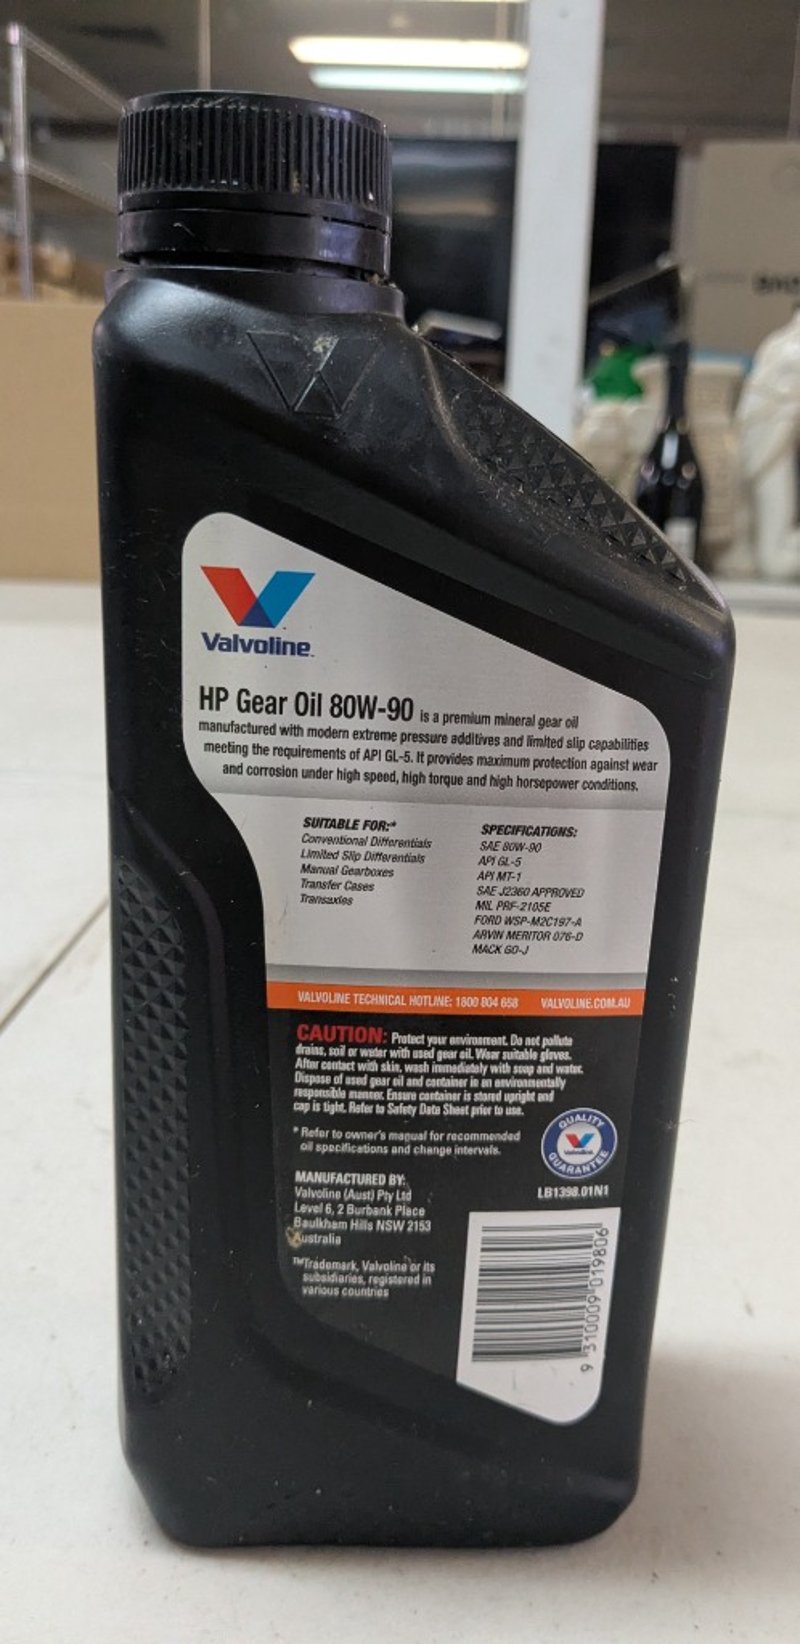 Valvoline™
HP Gear Oil 80W-90 is a premium mineral gear oil
manufactured with modern extreme pressure additives and limited slip capabilities
meeting the requirements of API GL-5. It provides maximum protection against wear
and corrosion under high speed, high torque and high horsepower conditions.
SUITABLE FOR:*
Conventional Differentials
Limited Slip Differentials
Manual Gearboxes
Transfer Cases
Transaxles
SPECIFICATIONS:
SAE 80W-90
API GL-5
API MT-1
SAE J2360 APPROVED
MIL PRF-2105E
FORD WSP-M2C197-A
ARVIN MERITOR 076-D
MACK GO-J
VALVOLINE TECHNICAL HOTLINE: 1800 804 658 VALVOLINE.COM.AU
CAUTION: Protect your environment. Do not pollute
drains, soil or water with used gear oil. Wear suitable gloves.
After contact with skin, wash immediately with soap and water.
Dispose of used gear oil and container in an environmentally
responsible manner. Ensure container is stored upright and
cap is tight. Refer to Safety Data Sheet prior to use.
* Refer to owner's manual for recommended
oil specifications and change intervals.
QUALITY
Valvoline
GUARANTEE
LB1398.01N1
MANUFACTURED BY:
Valvoline (Aust) Pty Ltd
Level 6, 2 Burbank Place
Baulkham Hills NSW 2153
Australia
™Trademark, Valvoline or its
subsidiaries, registered in
various countries
9 310009 019806